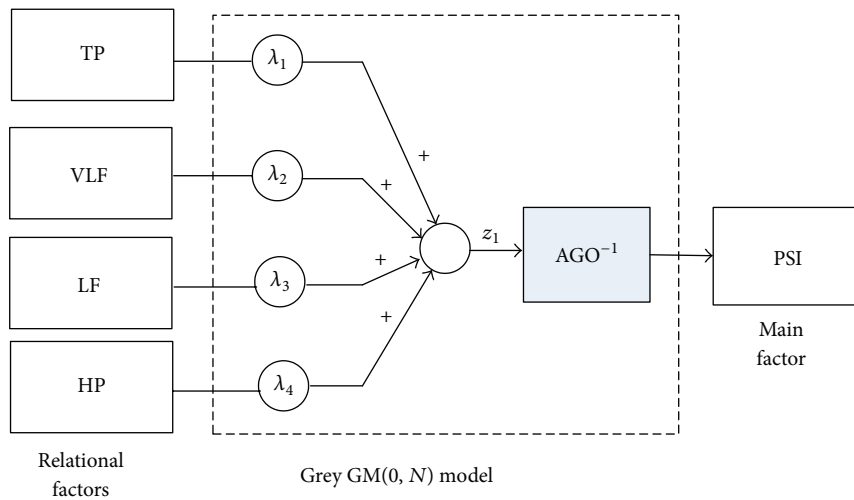 TP
λ₁
+
VLF
λ₂
+
z₁
AGO⁻¹
PSI
LF
λ₃
+
Main
factor
+
HP
λ₄
Relational
factors
Grey GM(0, N) model